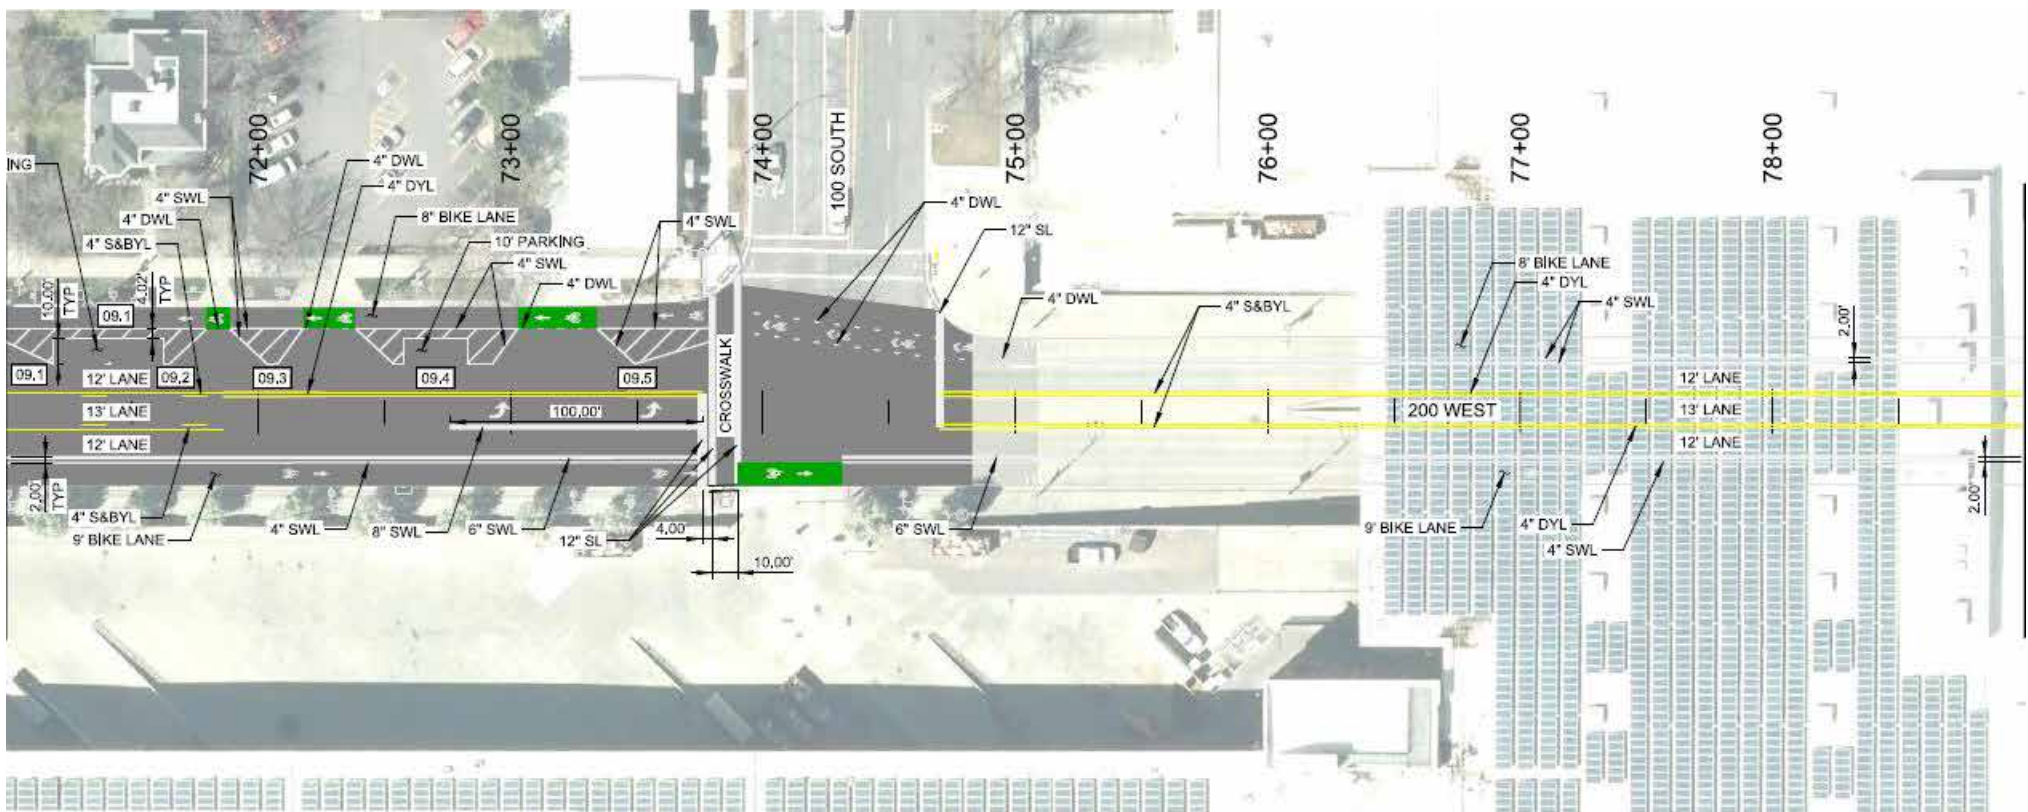 72+00
73+00
74+00
100 SOUTH
75+00
76+00
77+00
78+00
ING
4" DWL
4" DYL
4" SWL
4" DWL
8" BIKE LANE
4" SWL
4" DWL
4" S&BYL
10' PARKING
4" SWL
12" SL
10.00'
TYP
4.02'
TYP
4" DWL
8' BIKE LANE
4" DYL
4" DWL
4" S&BYL
4" SWL
2.00'
09.1
09.1
12' LANE
09.2
09.3
09.4
09.5
12' LANE
13' LANE
100.00'
CROSSWALK
200 WEST
13' LANE
12' LANE
12' LANE
2.00'
TYP
2.00'
4" S&BYL
9' BIKE LANE
4" SWL
8" SWL
6" SWL
12" SL
4.00'
6" SWL
9' BIKE LANE
4" DYL
4" SWL
10.00'